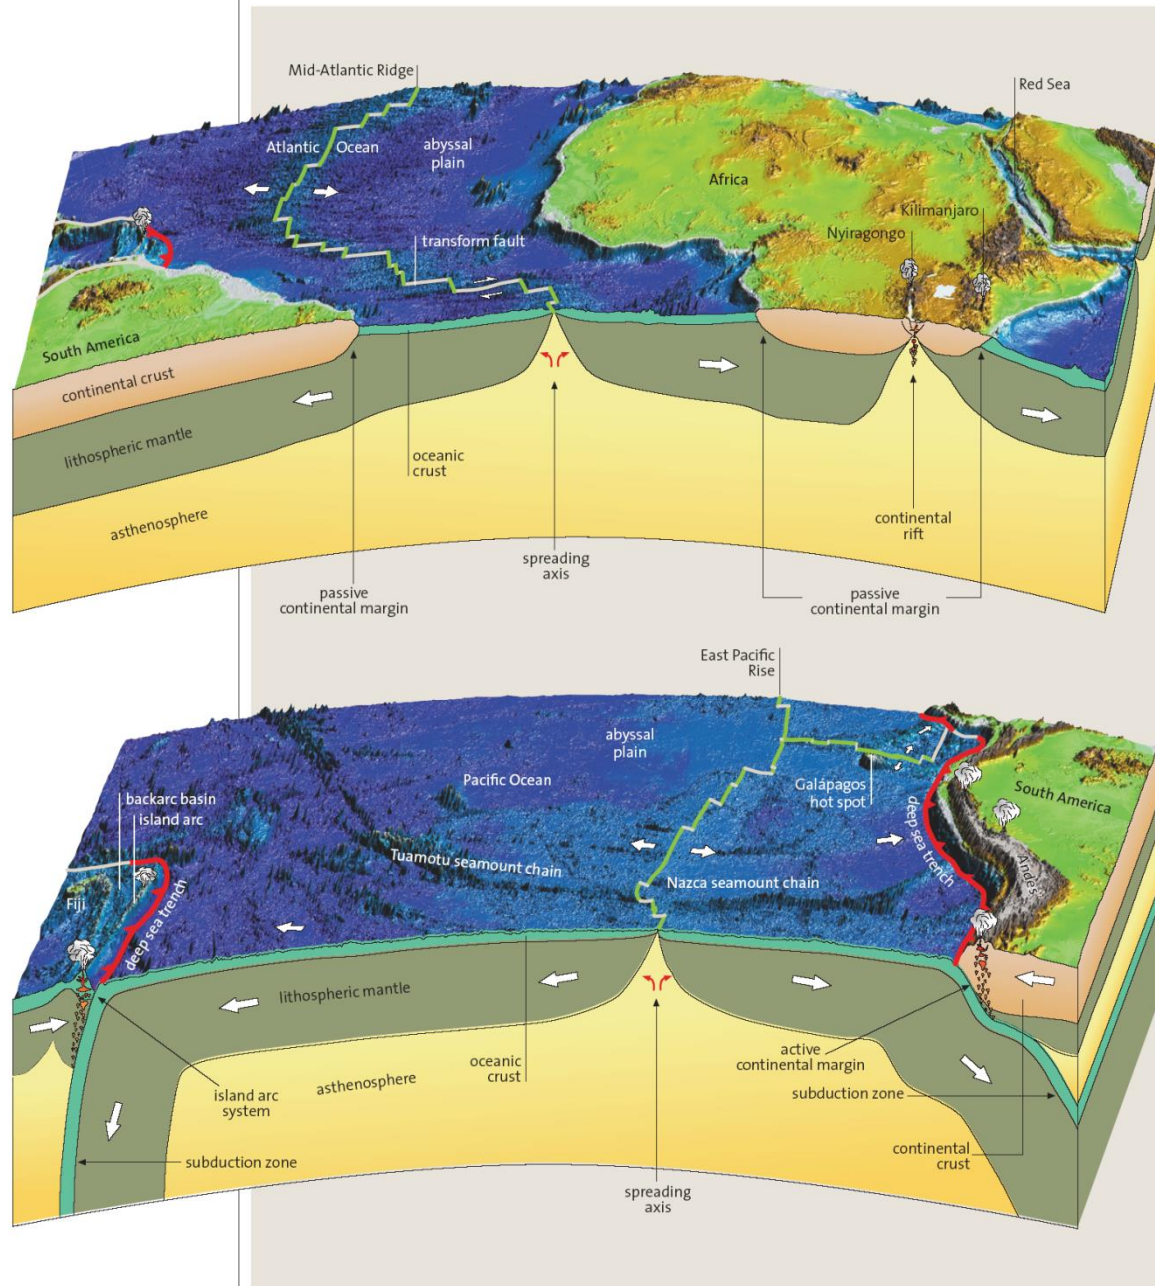 Mid-Atlantic Ridge
Red Sea
Atlantic Ocean
abyssal
plain
Africa
Kilimanjaro
Nyiragongo
transform fault
South America
continental crust
lithospheric mantle
oceanic
crust
asthenosphere
continental
rift
spreading
axis
passive
continental margin
passive
continental margin
East Pacific
Rise
abyssal
plain
Pacific Ocean
Galápagos
hot spot
South America
backarc basin
island arc
deep sea trench
Andes
Tuamotu seamount chain
Nazca seamount chain
Fiji
deep sea trench
lithospheric mantle
active
continental margin
oceanic
crust
asthenosphere
island arc
system
subduction zone
subduction zone
continental
crust
spreading
axis